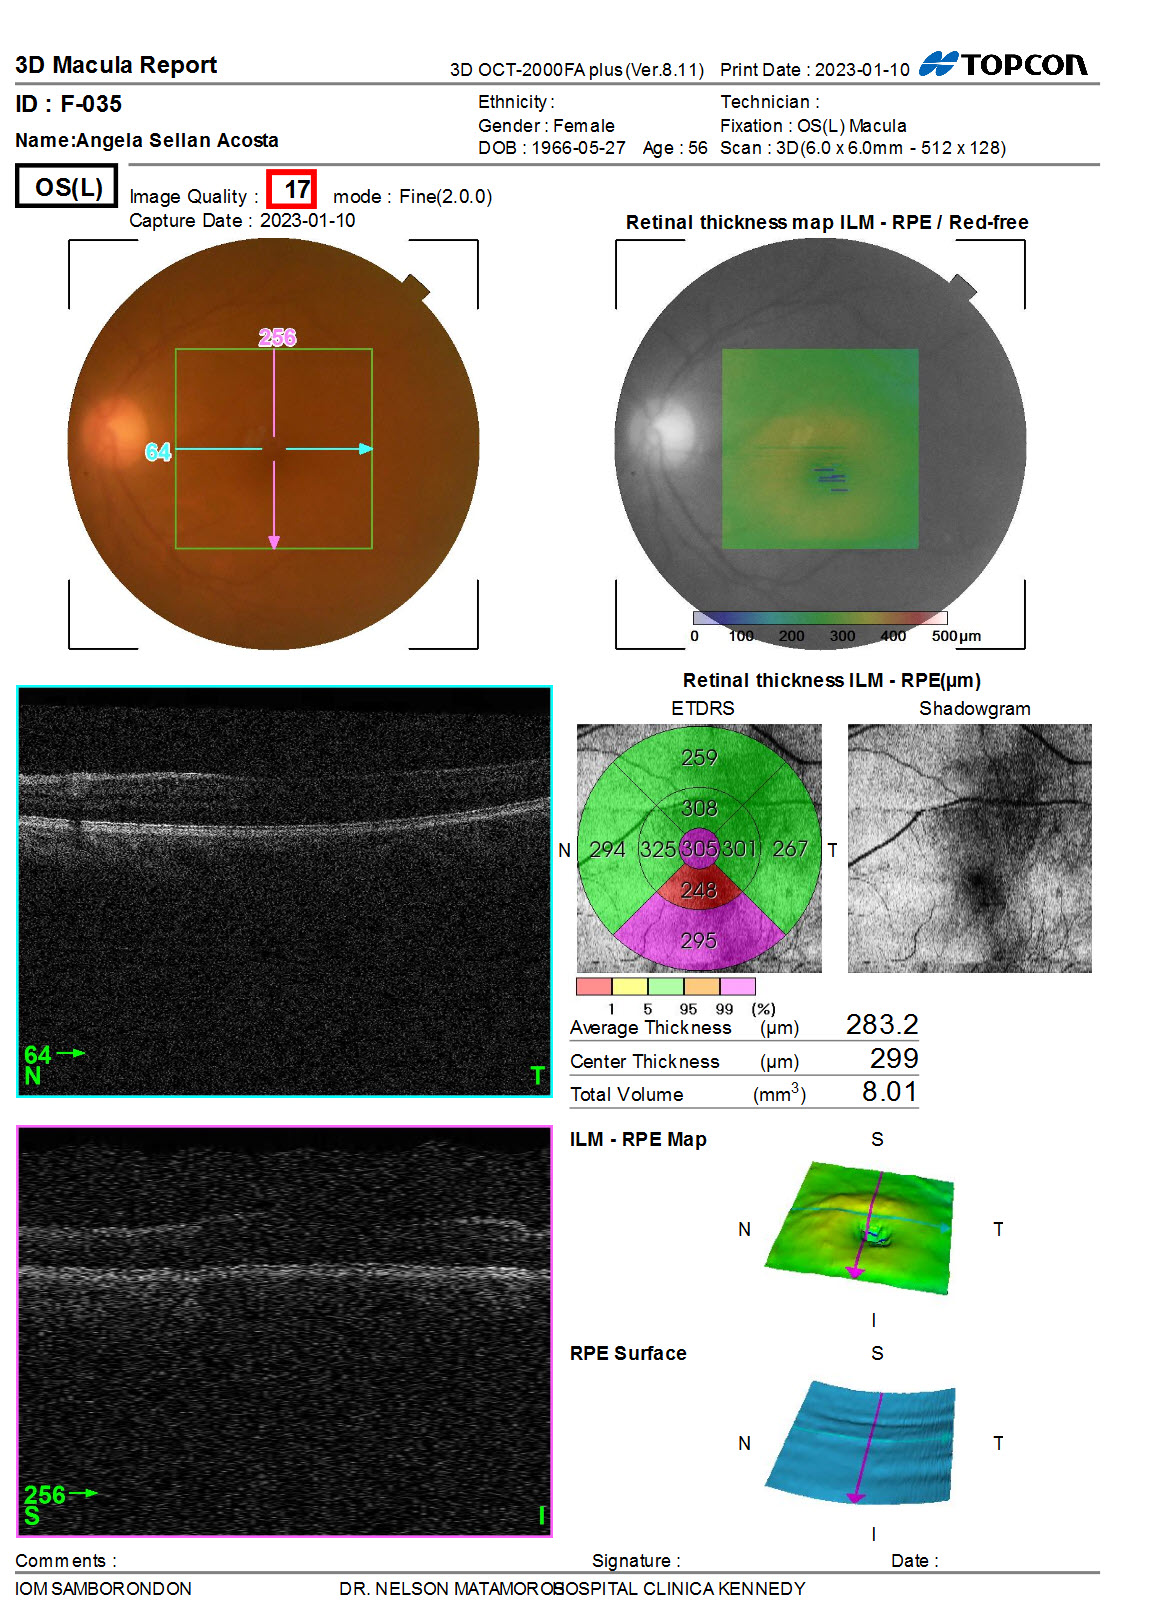 3D Macula Report
3D OCT-2000FA plus(Ver.8.11) Print Date : 2023-01-10 TOPCON
ID : F-035
Ethnicity :
Technician :
Name:Angela Sellan Acosta
Gender : Female
Fixation : OS(L) Macula
DOB : 1966-05-27 Age : 56 Scan : 3D(6.0 x 6.0mm - 512 x 128)
OS(L)
Image Quality : 17 mode : Fine(2.0.0)
Capture Date : 2023-01-10
Retinal thickness map ILM - RPE / Red-free
256
64
0 100 200 300 400 500µm
Retinal thickness ILM - RPE(µm)
ETDRS
Shadowgram
259
308
N 294 325 305 301 267 T
248
295
1 5 95 99 (%)
Average Thickness (µm) 283.2
Center Thickness (µm) 299
Total Volume (mm3) 8.01
64
N T
ILM - RPE Map
S
N T
I
RPE Surface
S
N T
I
256
S I
Comments :
Signature :
Date :
IOM SAMBORONDON
DR. NELSON MATAMOROS
HOSPITAL CLINICA KENNEDY